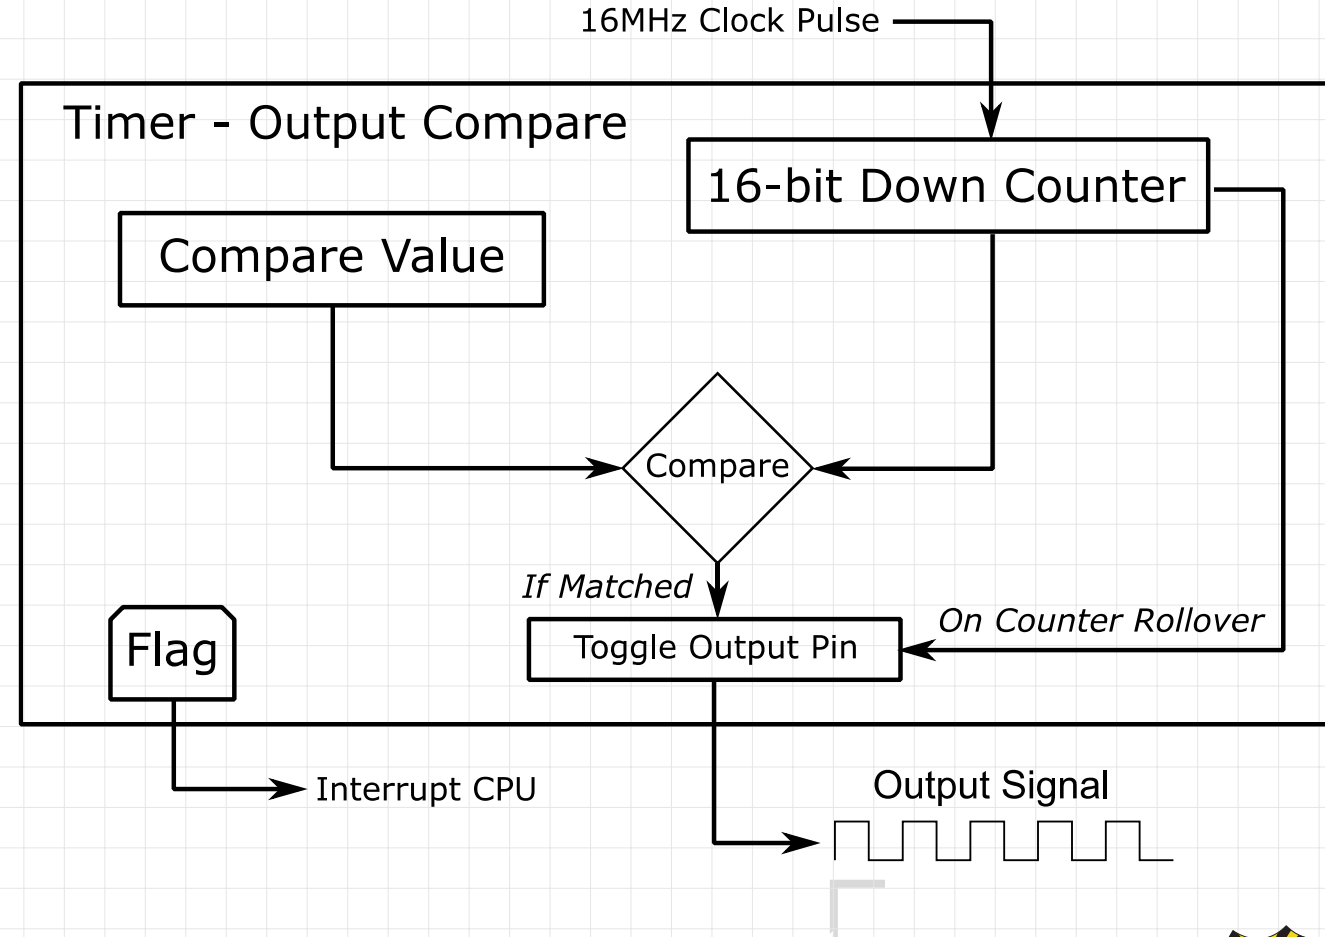 16MHz Clock Pulse
Timer - Output Compare
16-bit Down Counter
Compare Value
Compare
If Matched
On Counter Rollover
Flag
Toggle Output Pin
Interrupt CPU
Output Signal